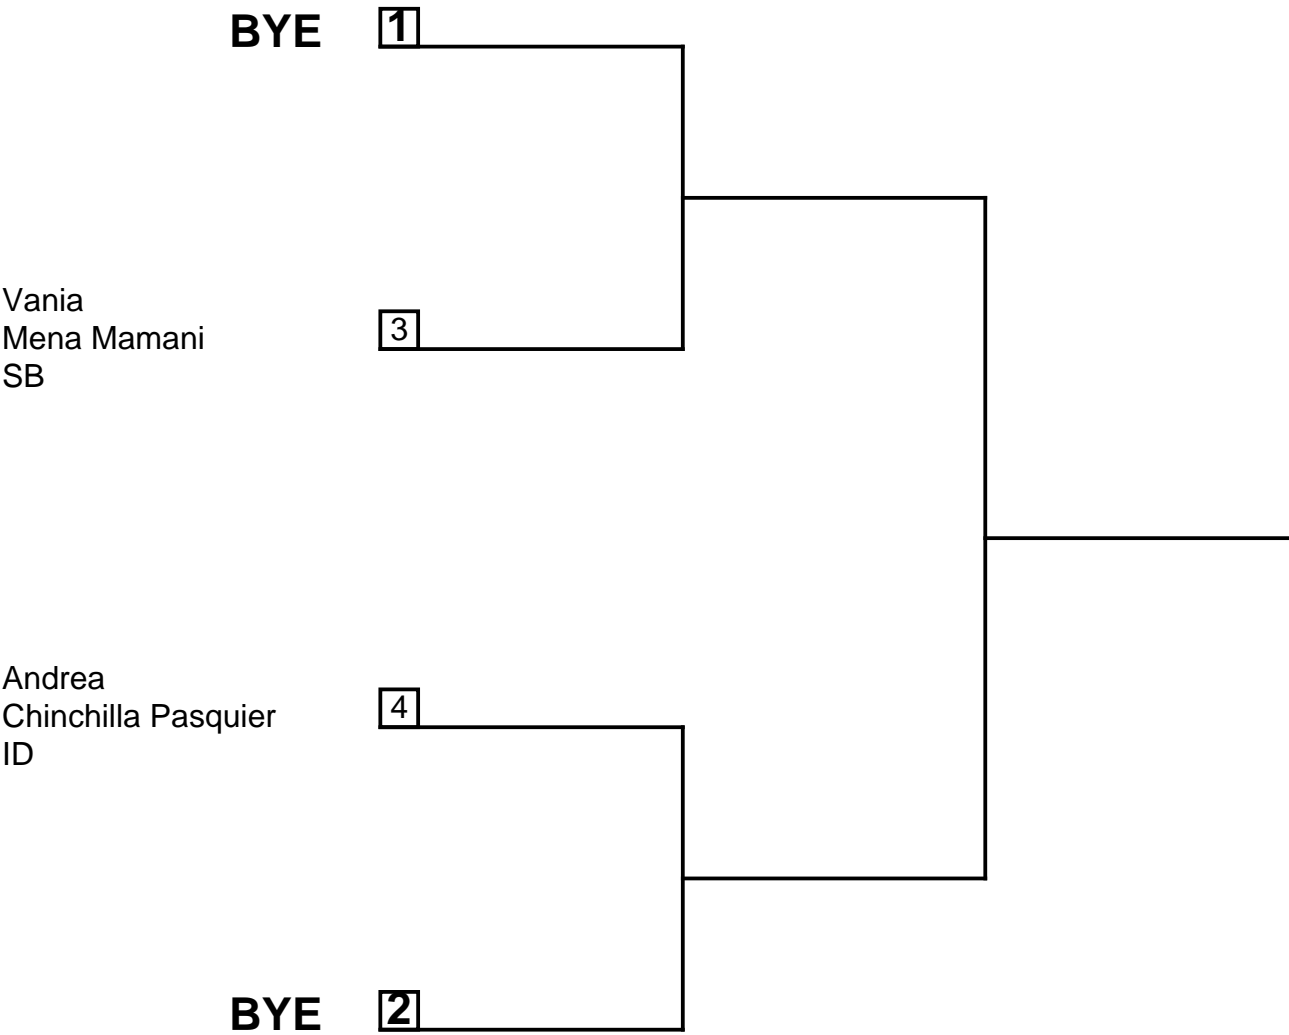 BYE 1
Vania
Mena Mamani
SB
3
Andrea
Chinchilla Pasquier
ID
4
BYE 2